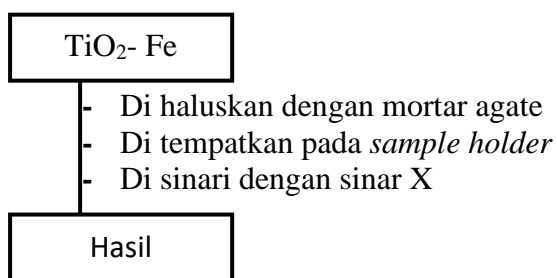 TiO₂- Fe
- Di haluskan dengan mortar agate
- Di tempatkan pada sample holder
- Di sinari dengan sinar X
Hasil